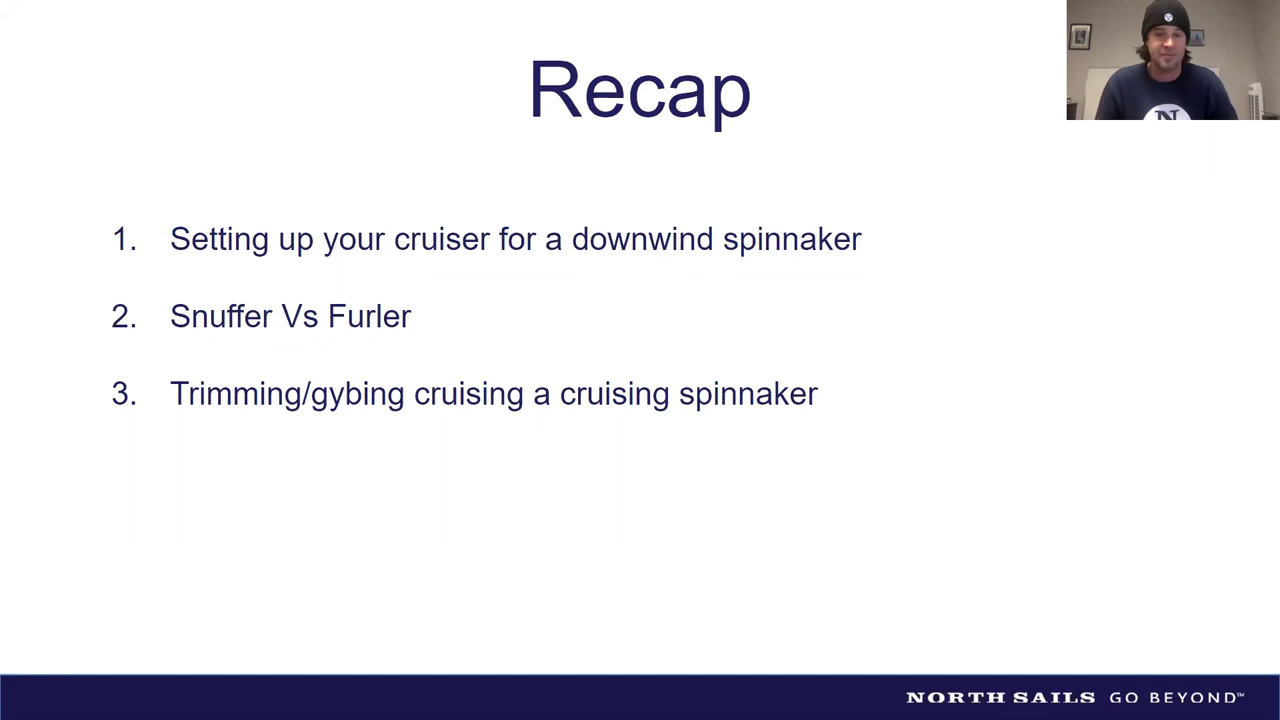 Recap
1. Setting up your cruiser for a downwind spinnaker
2. Snuffer Vs Furler
3. Trimming/gybing cruising a cruising spinnaker
N
NORTH SAILS GO BEYOND™